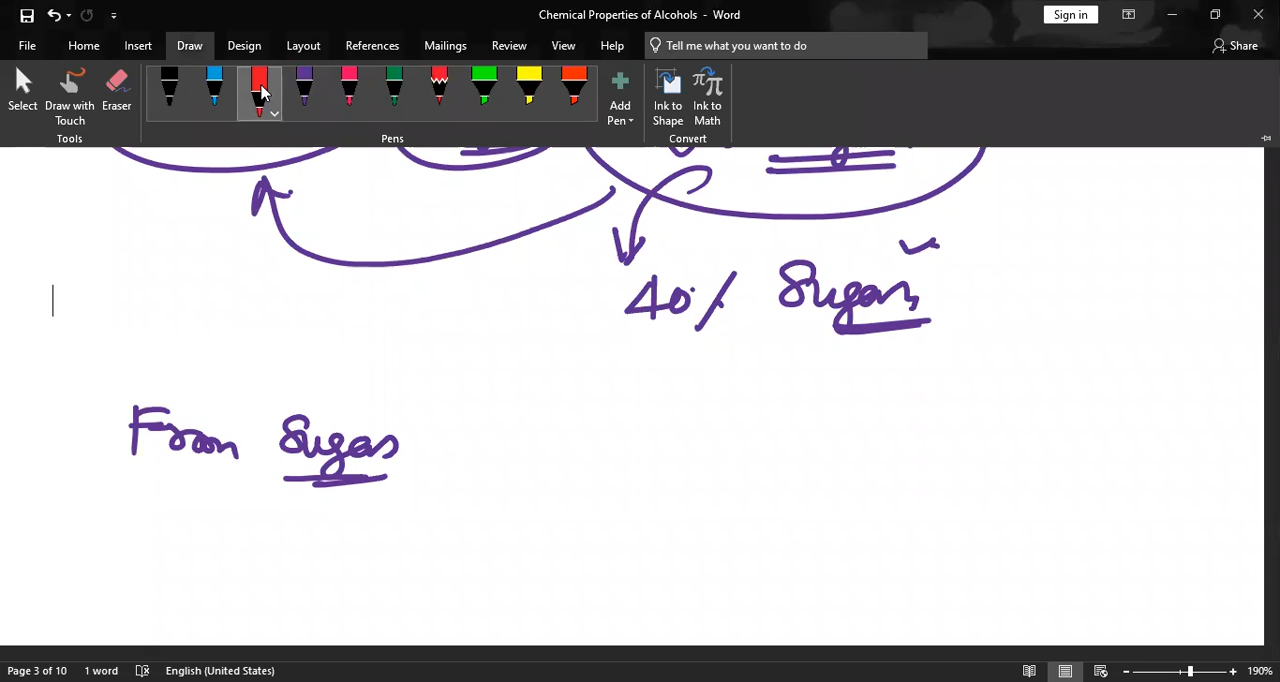 Chemical Properties of Alcohols - Word
Sign in
File Home Insert Draw Design Layout References Mailings Review View Help Tell me what you want to do Share
Select Draw with Touch Eraser Add Pen Ink to Shape Ink to Math
Tools Pens Convert
40% Sugar
From Sugar
Page 3 of 10 1 word English (United States) 190%